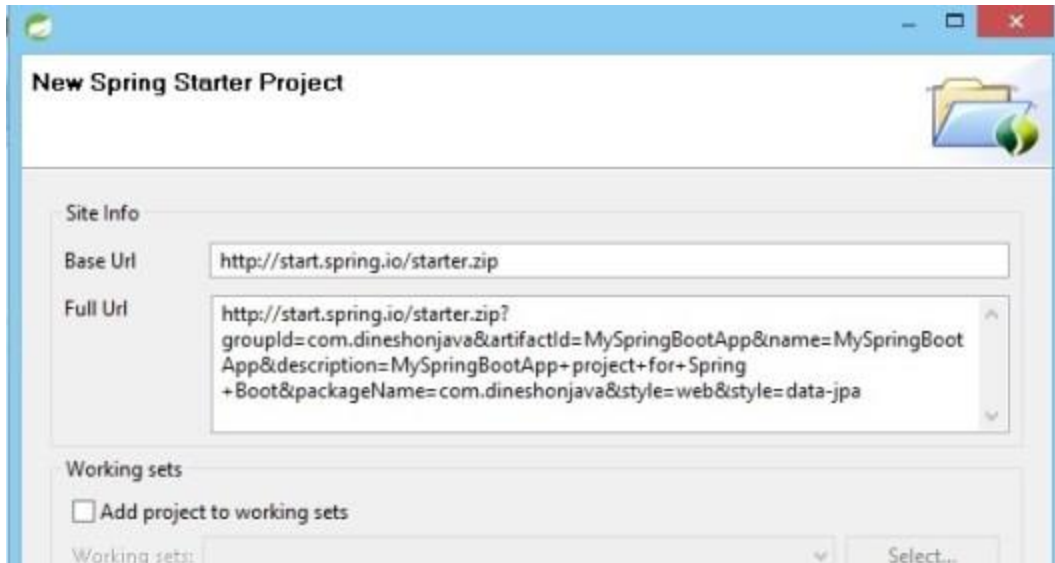 New Spring Starter Project
Site Info
Base Url http://start.spring.io/starter.zip
Full Url http://start.spring.io/starter.zip?
groupId=com.dineshonjava&artifactId=MySpringBootApp&name=MySpringBoot
App&description=MySpringBootApp+project+for+Spring
+Boot&packageName=com.dineshonjava&style=web&style=data-jpa
Working sets
Add project to working sets
Working sets: Select...